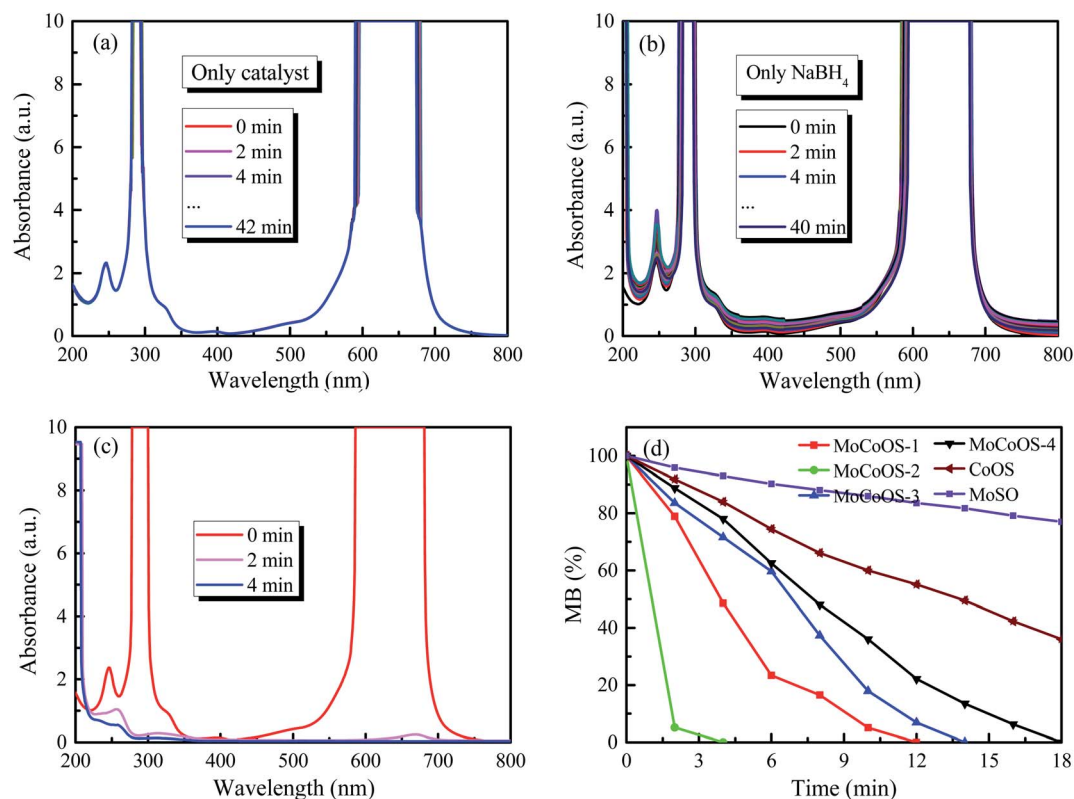 (a)
Only catalyst
0 min
2 min
4 min
...
42 min
10
8
6
4
2
0
200 300 400 500 600 700 800
Absorbance (a.u.)
Wavelength (nm)
(b)
Only NaBH4
0 min
2 min
4 min
...
40 min
10
8
6
4
2
0
200 300 400 500 600 700 800
Absorbance (a.u.)
Wavelength (nm)
(c)
0 min
2 min
4 min
10
8
6
4
2
0
200 300 400 500 600 700 800
Absorbance (a.u.)
Wavelength (nm)
(d)
MoCoOS-1 MoCoOS-4
MoCoOS-2 CoOS
MoCoOS-3 MoSO
100
80
60
40
20
0
0 3 6 9 12 15 18
MB (%)
Time (min)